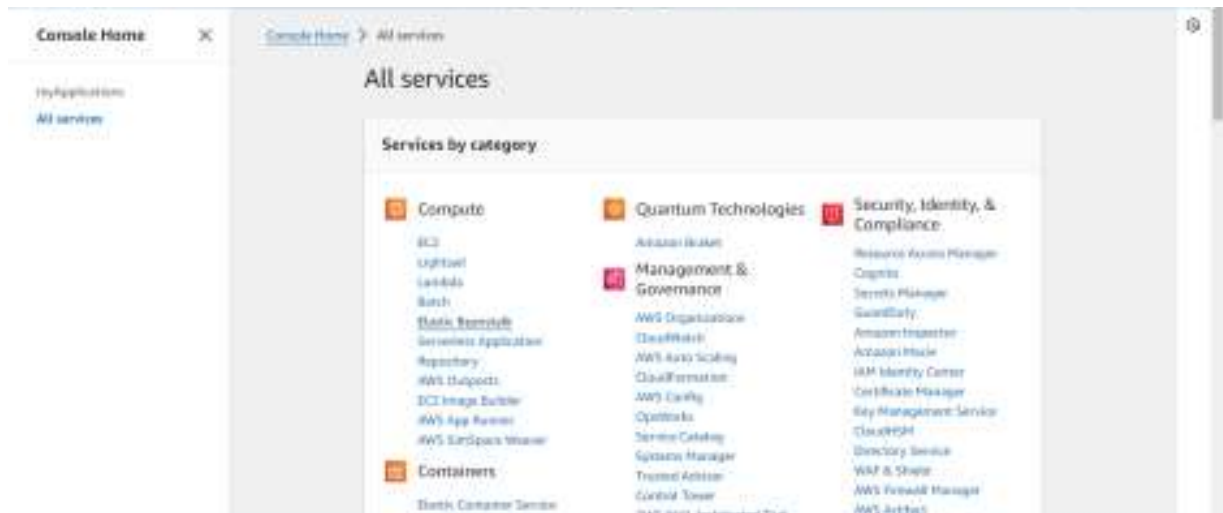 Console Home
Console Home > All services
myApplications
All services
All services
Services by category
Compute
EC2
Lightsail
Lambda
Batch
Elastic Beanstalk
Serverless Application
Repository
AWS Outposts
EC2 Image Builder
AWS App Runner
AWS SimSpace Weaver
Containers
Elastic Container Service
Quantum Technologies
Amazon Braket
Management &
Governance
AWS Organizations
CloudWatch
AWS Auto Scaling
CloudFormation
AWS Config
OpsWorks
Service Catalog
Systems Manager
Trusted Advisor
Control Tower
Security, Identity, &
Compliance
Resource Access Manager
Cognito
Secrets Manager
GuardDuty
Amazon Inspector
Amazon Macie
IAM Identity Center
Certificate Manager
Key Management Service
CloudHSM
Directory Service
WAF & Shield
AWS Firewall Manager
AWS Artifact